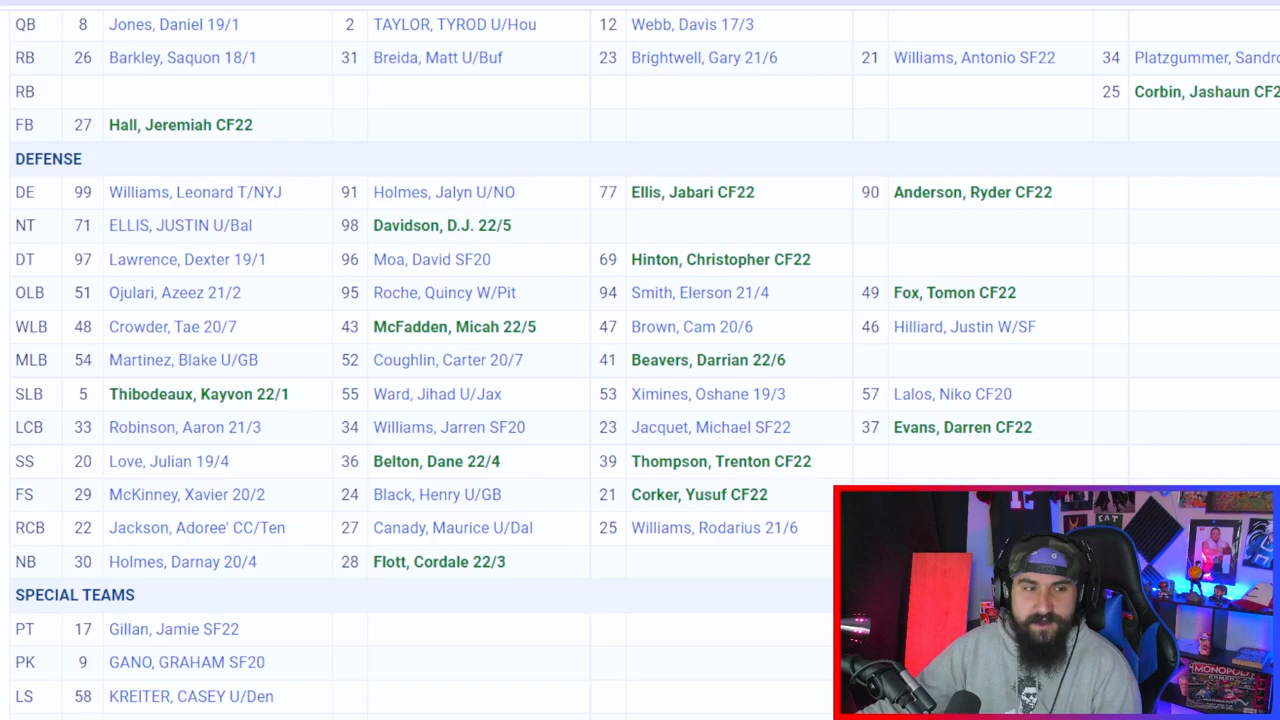 QB 8 Jones, Daniel 19/1 2 TAYLOR, TYROD U/Hou 12 Webb, Davis 17/3
RB 26 Barkley, Saquon 18/1 31 Breida, Matt U/Buf 23 Brightwell, Gary 21/6 21 Williams, Antonio SF22 34 Platzgummer, Sandro
RB 25 Corbin, Jashaun CF2
FB 27 Hall, Jeremiah CF22
DEFENSE
DE 99 Williams, Leonard T/NYJ 91 Holmes, Jalyn U/NO 77 Ellis, Jabari CF22 90 Anderson, Ryder CF22
NT 71 ELLIS, JUSTIN U/Bal 98 Davidson, D.J. 22/5
DT 97 Lawrence, Dexter 19/1 96 Moa, David SF20 69 Hinton, Christopher CF22
OLB 51 Ojulari, Azeez 21/2 95 Roche, Quincy W/Pit 94 Smith, Elerson 21/4 49 Fox, Tomon CF22
WLB 48 Crowder, Tae 20/7 43 McFadden, Micah 22/5 47 Brown, Cam 20/6 46 Hilliard, Justin W/SF
MLB 54 Martinez, Blake U/GB 52 Coughlin, Carter 20/7 41 Beavers, Darrian 22/6
SLB 5 Thibodeaux, Kayvon 22/1 55 Ward, Jihad U/Jax 53 Ximines, Oshane 19/3 57 Lalos, Niko CF20
LCB 33 Robinson, Aaron 21/3 34 Williams, Jarren SF20 23 Jacquet, Michael SF22 37 Evans, Darren CF22
SS 20 Love, Julian 19/4 36 Belton, Dane 22/4 39 Thompson, Trenton CF22
FS 29 McKinney, Xavier 20/2 24 Black, Henry U/GB 21 Corker, Yusuf CF22
RCB 22 Jackson, Adoree' CC/Ten 27 Canady, Maurice U/Dal 25 Williams, Rodarius 21/6
NB 30 Holmes, Darnay 20/4 28 Flott, Cordale 22/3
SPECIAL TEAMS
PT 17 Gillan, Jamie SF22
PK 9 GANO, GRAHAM SF20
LS 58 KREITER, CASEY U/Den
MONOPOLY
GAMER